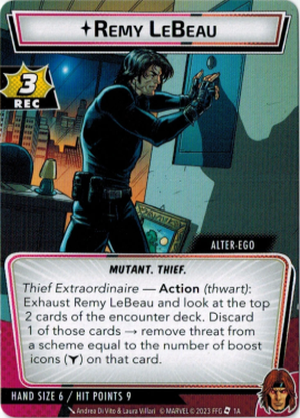 REMY LEBEAU
3
REC
ALTER-EGO
MUTANT. THIEF.
Thief Extraordinaire — Action (thwart):
Exhaust Remy LeBeau and look at the top
2 cards of the encounter deck. Discard
1 of those cards → remove threat from
a scheme equal to the number of boost
icons () on that card.
HAND SIZE 6 / HIT POINTS 9
Andrea Di Vito & Laura Villari © MARVEL © 2023 FFG 1A